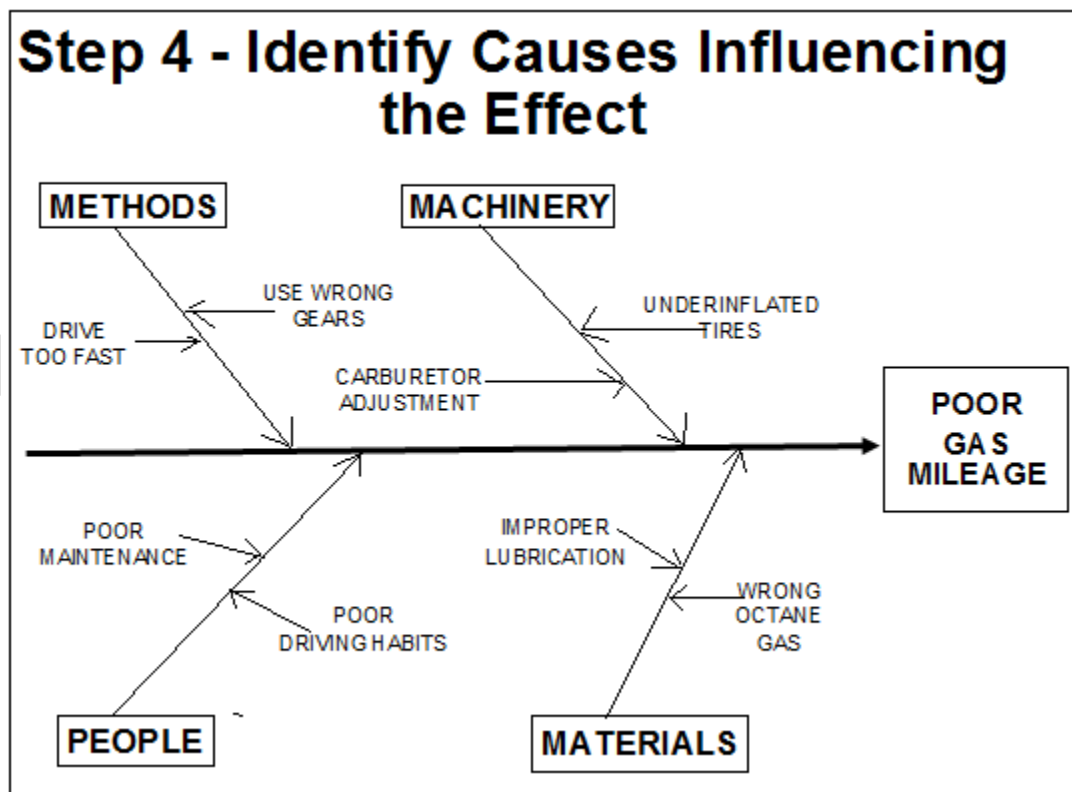 Step 4 - Identify Causes Influencing
the Effect
METHODS
MACHINERY
USE WRONG
GEARS
DRIVE
TOO FAST
UNDERINFLATED
TIRES
CARBURETOR
ADJUSTMENT
POOR
GAS
MILEAGE
POOR
MAINTENANCE
POOR
DRIVING HABITS
IMPROPER
LUBRICATION
WRONG
OCTANE
GAS
PEOPLE
MATERIALS